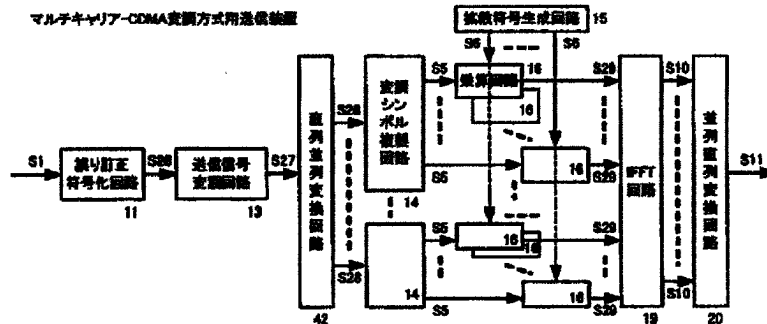 マルチキャリアｰCDMA変調方式用送信装置
拡散符号生成回路 15
S6 S6
S1 誤り訂正符号化回路 11
S26 送信信号変調回路 13
S27 直列並列変換回路 42
S28 S28
変調シンボル複製回路 14
14
S5 乗算回路 16
16
S5 16
S5 16
16
S5 16
S29 S29 S29 S29
IFFT回路 19
S10 S10
並列直列変換回路 20
S11